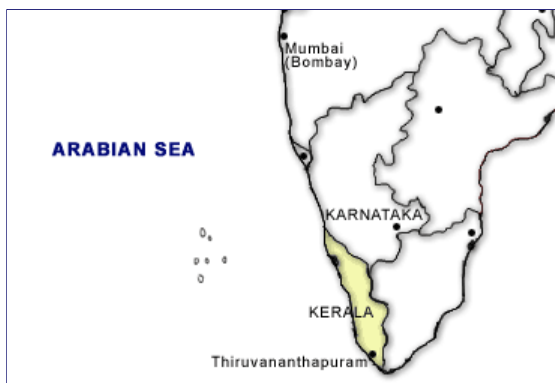 Mumbai
(Bombay)
ARABIAN SEA
KARNATAKA
KERALA
Thiruvananthapuram